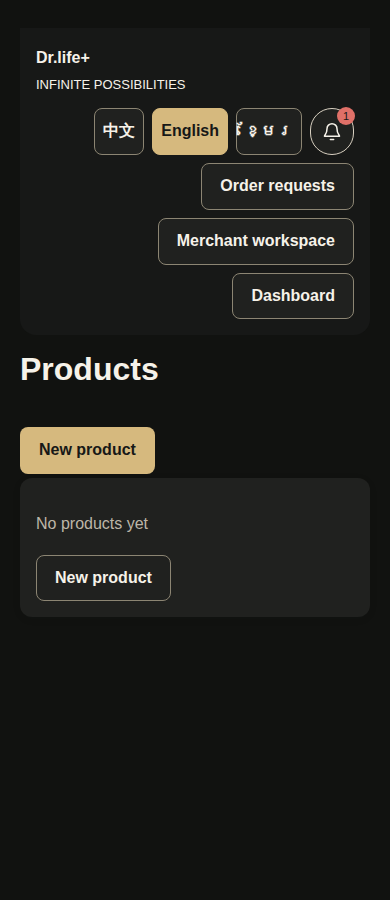 Dr.life+
INFINITE POSSIBILITIES
中文
English
ខ្មែរ
1
Order requests
Merchant workspace
Dashboard
Products
New product
No products yet
New product